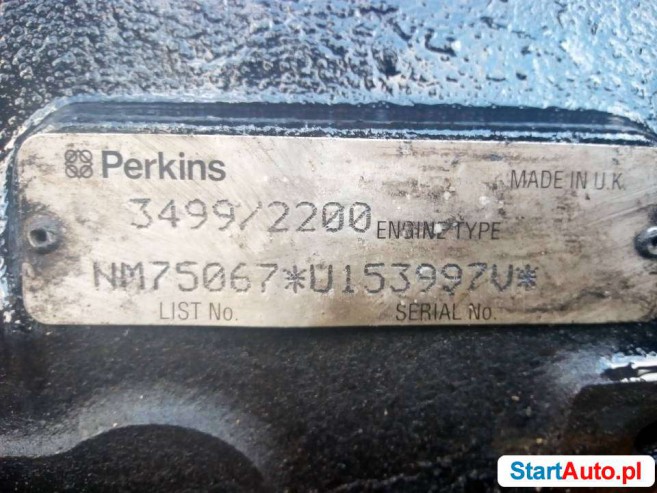 Perkins
MADE IN U.K.
3499/2200 ENGINE TYPE
NM75067*U153997V*
LIST No. SERIAL No.
StartAuto.pl